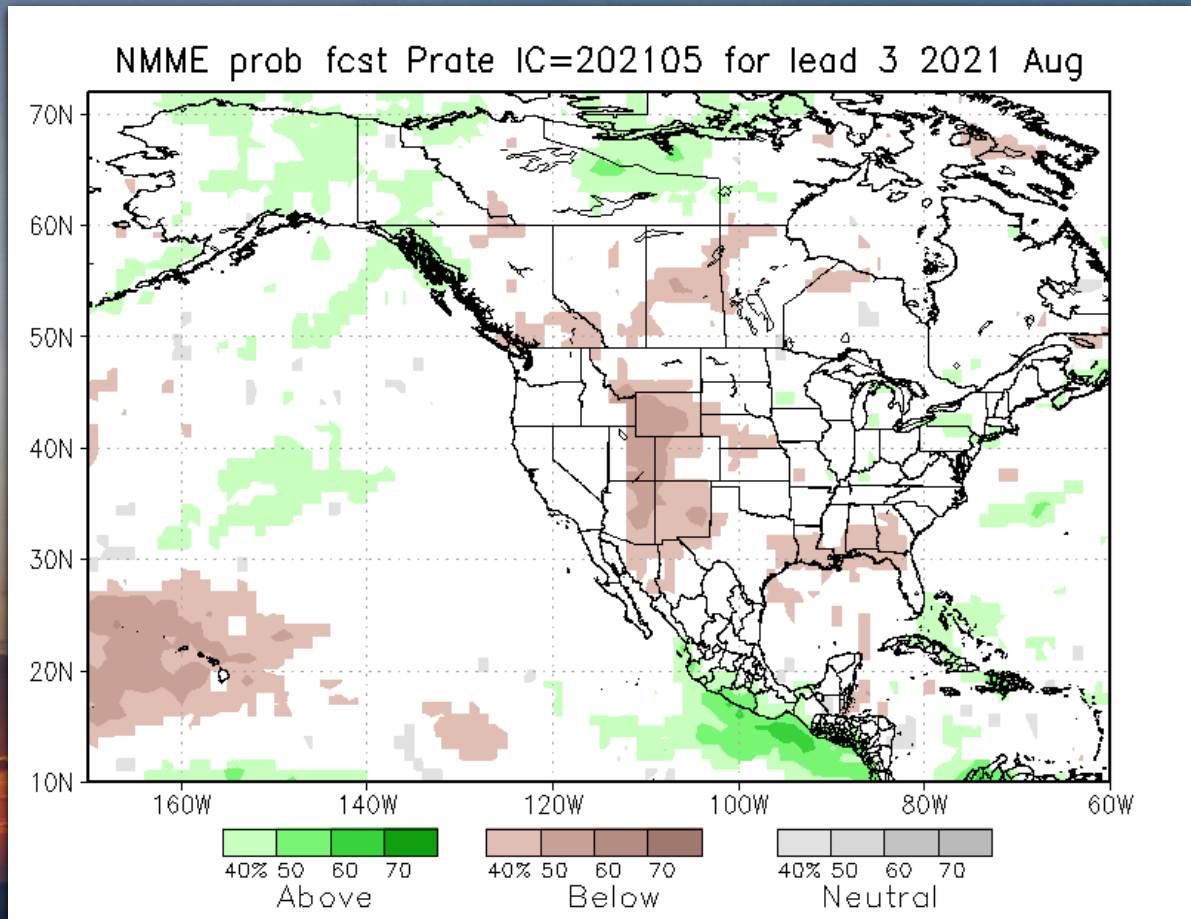 NMME prob fcst Prate IC=202105 for lead 3 2021 Aug
70N
60N
50N
40N
30N
20N
10N
160W 140W 120W 100W 80W 60W
40% 50 60 70 40% 50 60 70 40% 50 60 70
Above Below Neutral